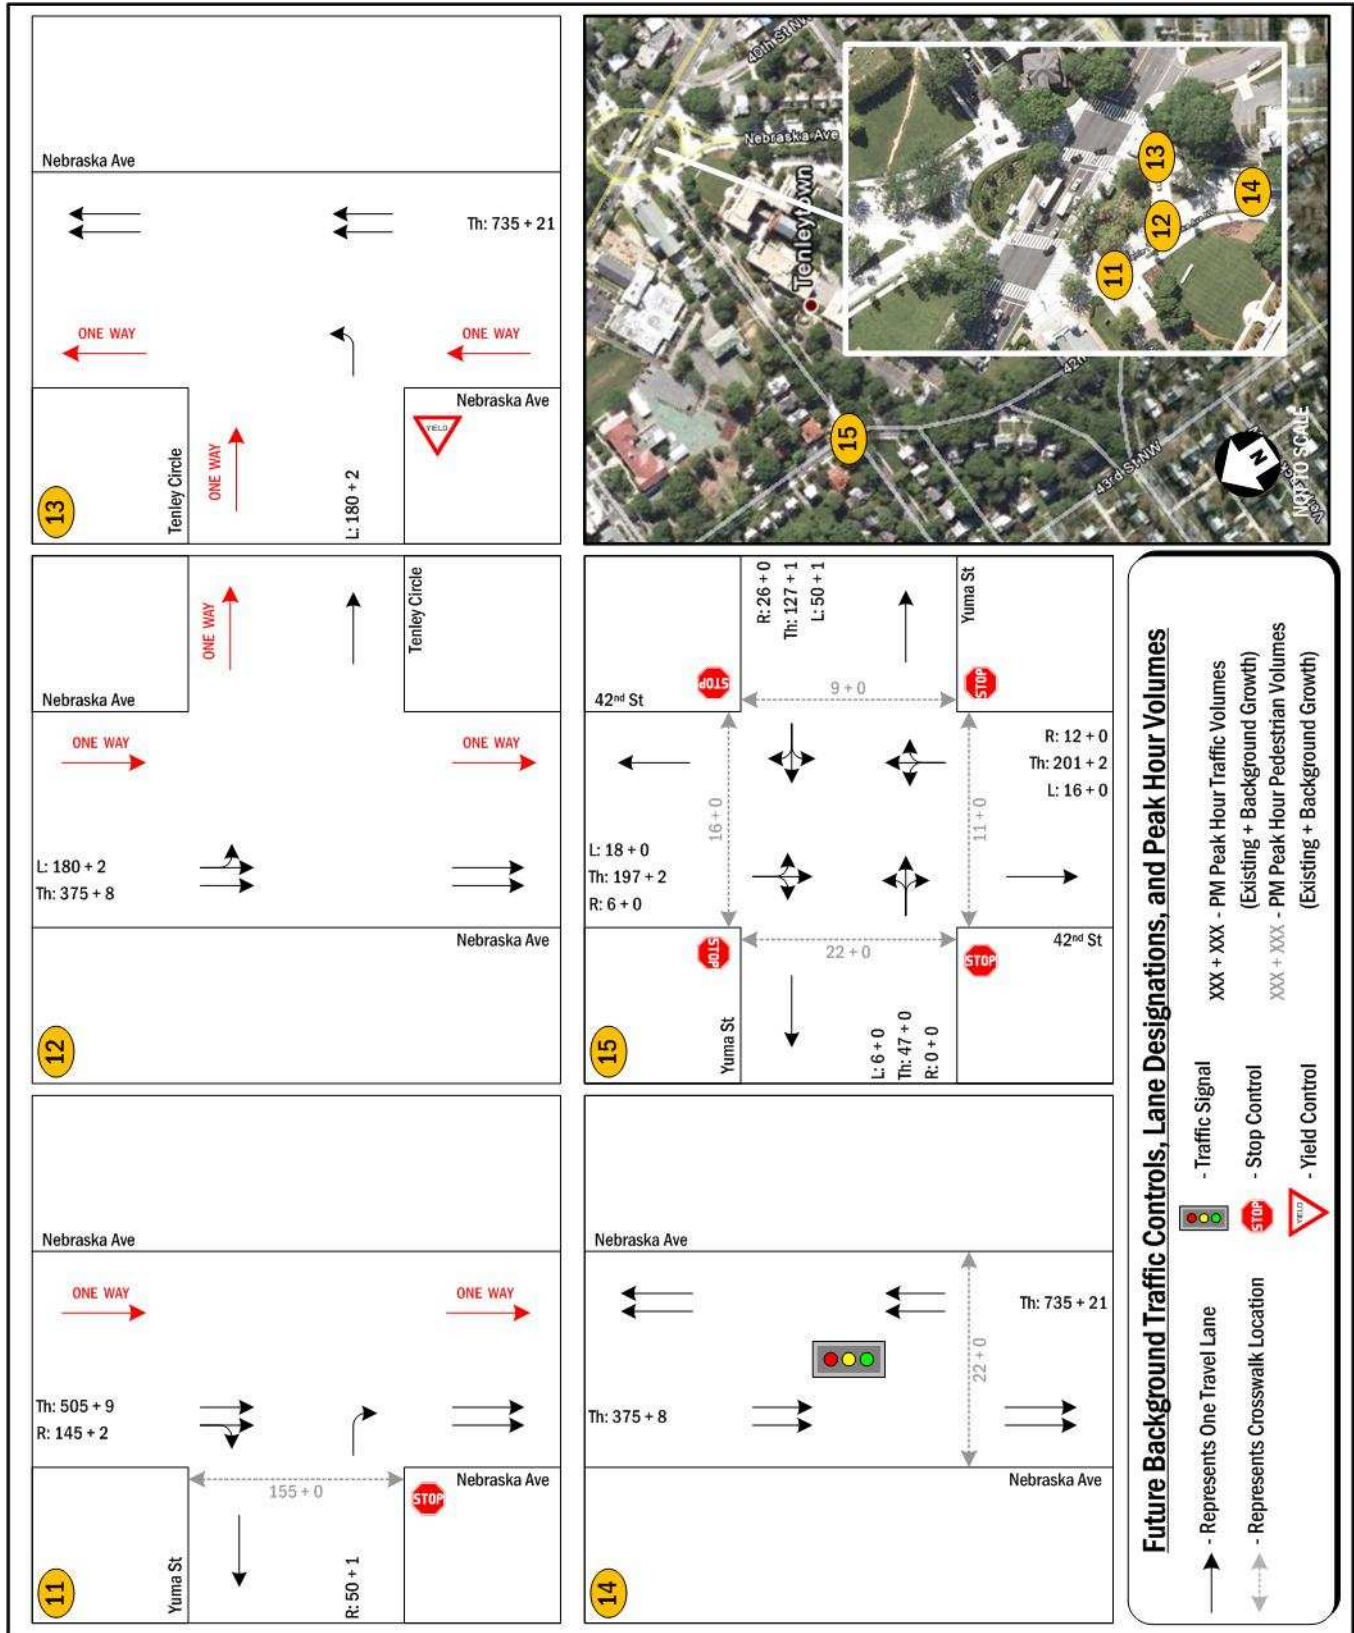 13
Nebraska Ave
Th: 735 + 21
ONE WAY
ONE WAY
Nebraska Ave
YIELD
Tenley Circle
ONE WAY
L: 180 + 2
12
Nebraska Ave
ONE WAY
ONE WAY
ONE WAY
Tenley Circle
L: 180 + 2
Th: 375 + 8
Nebraska Ave
11
Nebraska Ave
ONE WAY
ONE WAY
Th: 505 + 9
R: 145 + 2
155 + 0
STOP
Nebraska Ave
Yuma St
R: 50 + 1
40th St NW
Nebraska Ave
Tenleytown
42n
43rd St NW
11
12
13
14
15
N
NOT TO SCALE
15
42nd St
STOP
R: 26 + 0
Th: 127 + 1
L: 50 + 1
9 + 0
Yuma St
STOP
R: 12 + 0
Th: 201 + 2
L: 16 + 0
16 + 0
11 + 0
L: 18 + 0
Th: 197 + 2
R: 6 + 0
22 + 0
STOP
STOP
42nd St
Yuma St
L: 6 + 0
Th: 47 + 0
R: 0 + 0
14
Nebraska Ave
Th: 735 + 21
22 + 0
Th: 375 + 8
Nebraska Ave
Future Background Traffic Controls, Lane Designations, and Peak Hour Volumes
- Represents One Travel Lane
- Represents Crosswalk Location
- Traffic Signal
STOP - Stop Control
YIELD - Yield Control
XXX + XXX - PM Peak Hour Traffic Volumes
(Existing + Background Growth)
XXX + XXX - PM Peak Hour Pedestrian Volumes
(Existing + Background Growth)